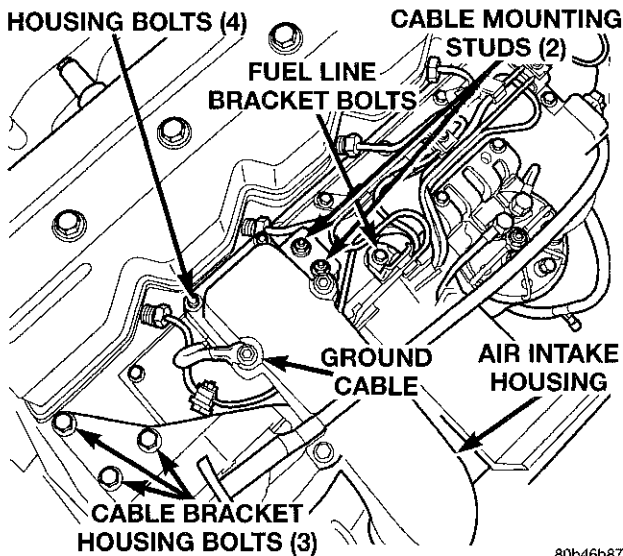 HOUSING BOLTS (4)
CABLE MOUNTING
STUDS (2)
FUEL LINE
BRACKET BOLTS
GROUND
CABLE
AIR INTAKE
HOUSING
CABLE BRACKET
HOUSING BOLTS (3)
80b46b87